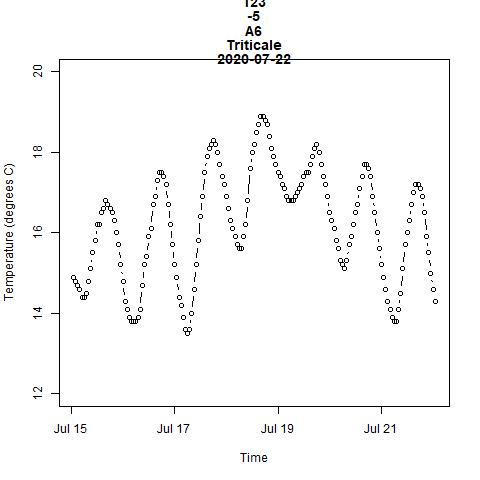 123
-5
A6
Triticale
2020-07-22
Temperature (degrees C)
20
18
16
14
12
Jul 15
Jul 17
Jul 19
Jul 21
Time